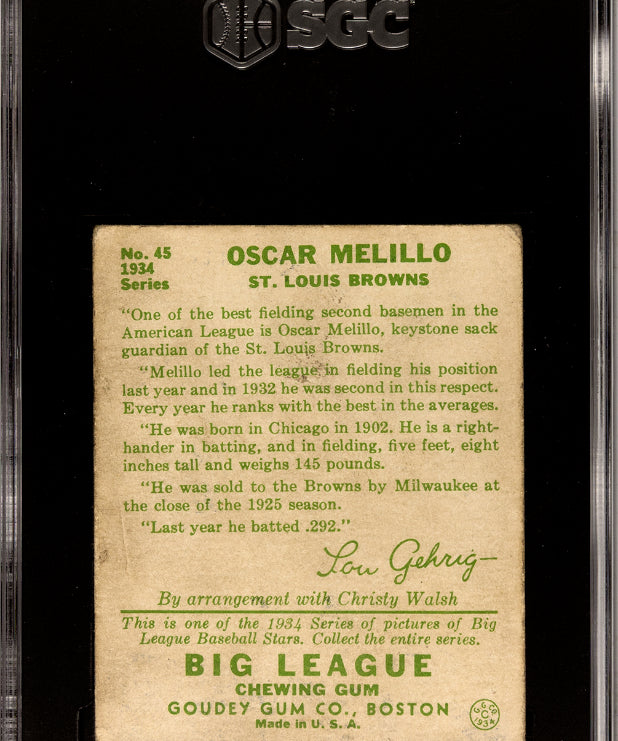 SGC
No. 45
1934
Series
OSCAR MELILLO
ST. LOUIS BROWNS
"One of the best fielding second basemen in the
American League is Oscar Melillo, keystone sack
guardian of the St. Louis Browns.
"Melillo led the league in fielding his position
last year and in 1932 he was second in this respect.
Every year he ranks with the best in the averages.
"He was born in Chicago in 1902. He is a right-
hander in batting, and in fielding, five feet, eight
inches tall and weighs 145 pounds.
"He was sold to the Browns by Milwaukee at
the close of the 1925 season.
"Last year he batted .292."
Lou Gehrig
By arrangement with Christy Walsh
This is one of the 1934 Series of pictures of Big
League Baseball Stars. Collect the entire series.
BIG LEAGUE
CHEWING GUM
GOUDEY GUM CO., BOSTON
Made in U. S. A.
G. G. CO.
C
1934